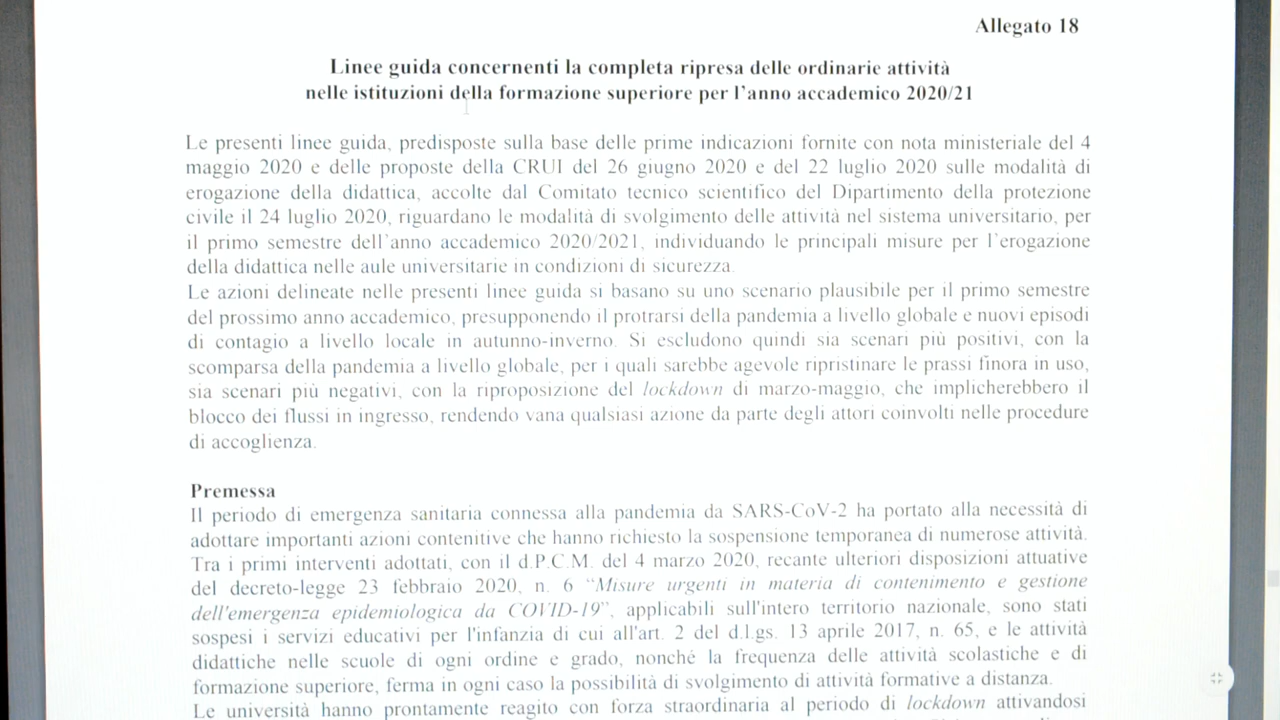 Allegato 18
Linee guida concernenti la completa ripresa delle ordinarie attività
nelle istituzioni della formazione superiore per l'anno accademico 2020/21
Le presenti linee guida, predisposte sulla base delle prime indicazioni fornite con nota ministeriale del 4
maggio 2020 e delle proposte della CRUI del 26 giugno 2020 e del 22 luglio 2020 sulle modalità di
erogazione della didattica, accolte dal Comitato tecnico scientifico del Dipartimento della protezione
civile il 24 luglio 2020, riguardano le modalità di svolgimento delle attività nel sistema universitario, per
il primo semestre dell'anno accademico 2020/2021, individuando le principali misure per l'erogazione
della didattica nelle aule universitarie in condizioni di sicurezza.
Le azioni delineate nelle presenti linee guida si basano su uno scenario plausibile per il primo semestre
del prossimo anno accademico, presupponendo il protrarsi della pandemia a livello globale e nuovi episodi
di contagio a livello locale in autunno-inverno. Si escludono quindi sia scenari più positivi, con la
scomparsa della pandemia a livello globale, per i quali sarebbe agevole ripristinare le prassi finora in uso,
sia scenari più negativi, con la riproposizione del lockdown di marzo-maggio, che implicherebbero il
blocco dei flussi in ingresso, rendendo vana qualsiasi azione da parte degli attori coinvolti nelle procedure
di accoglienza.
Premessa
Il periodo di emergenza sanitaria connessa alla pandemia da SARS-CoV-2 ha portato alla necessità di
adottare importanti azioni contenitive che hanno richiesto la sospensione temporanea di numerose attività.
Tra i primi interventi adottati, con il d.P.C.M. del 4 marzo 2020, recante ulteriori disposizioni attuative
del decreto-legge 23 febbraio 2020, n. 6 “Misure urgenti in materia di contenimento e gestione
dell'emergenza epidemiologica da COVID-19”, applicabili sull'intero territorio nazionale, sono stati
sospesi i servizi educativi per l'infanzia di cui all'art. 2 del d.l.gs. 13 aprile 2017, n. 65, e le attività
didattiche nelle scuole di ogni ordine e grado, nonché la frequenza delle attività scolastiche e di
formazione superiore, ferma in ogni caso la possibilità di svolgimento di attività formative a distanza.
Le università hanno prontamente reagito con forza straordinaria al periodo di lockdown attivandosi